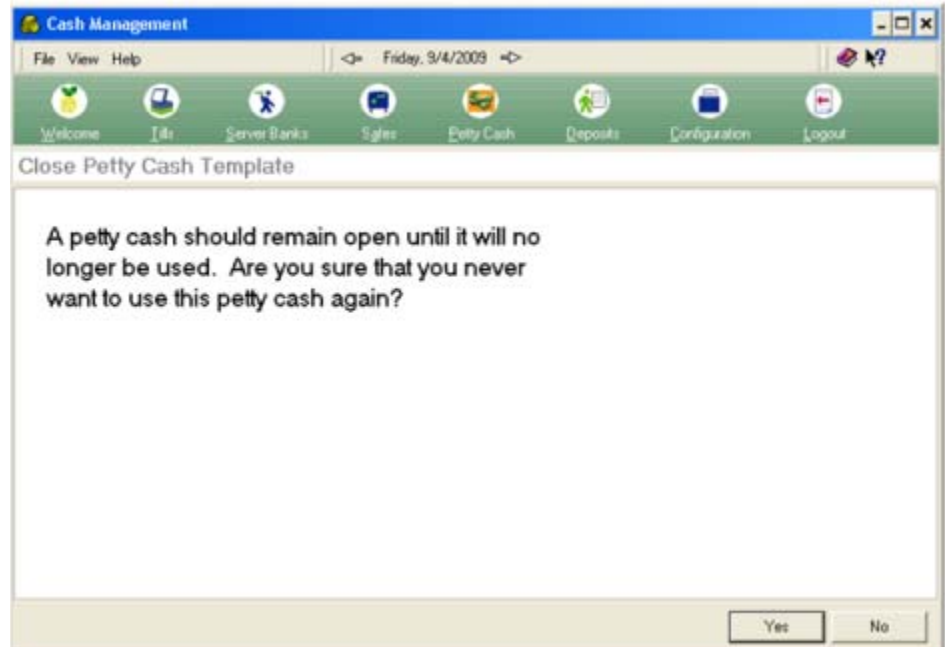 Cash Management
File View Help
Friday, 9/4/2009
Welcome Tills Server Banks Sales Petty Cash Deposits Configuration Logout
Close Petty Cash Template
A petty cash should remain open until it will no
longer be used. Are you sure that you never
want to use this petty cash again?
Yes No